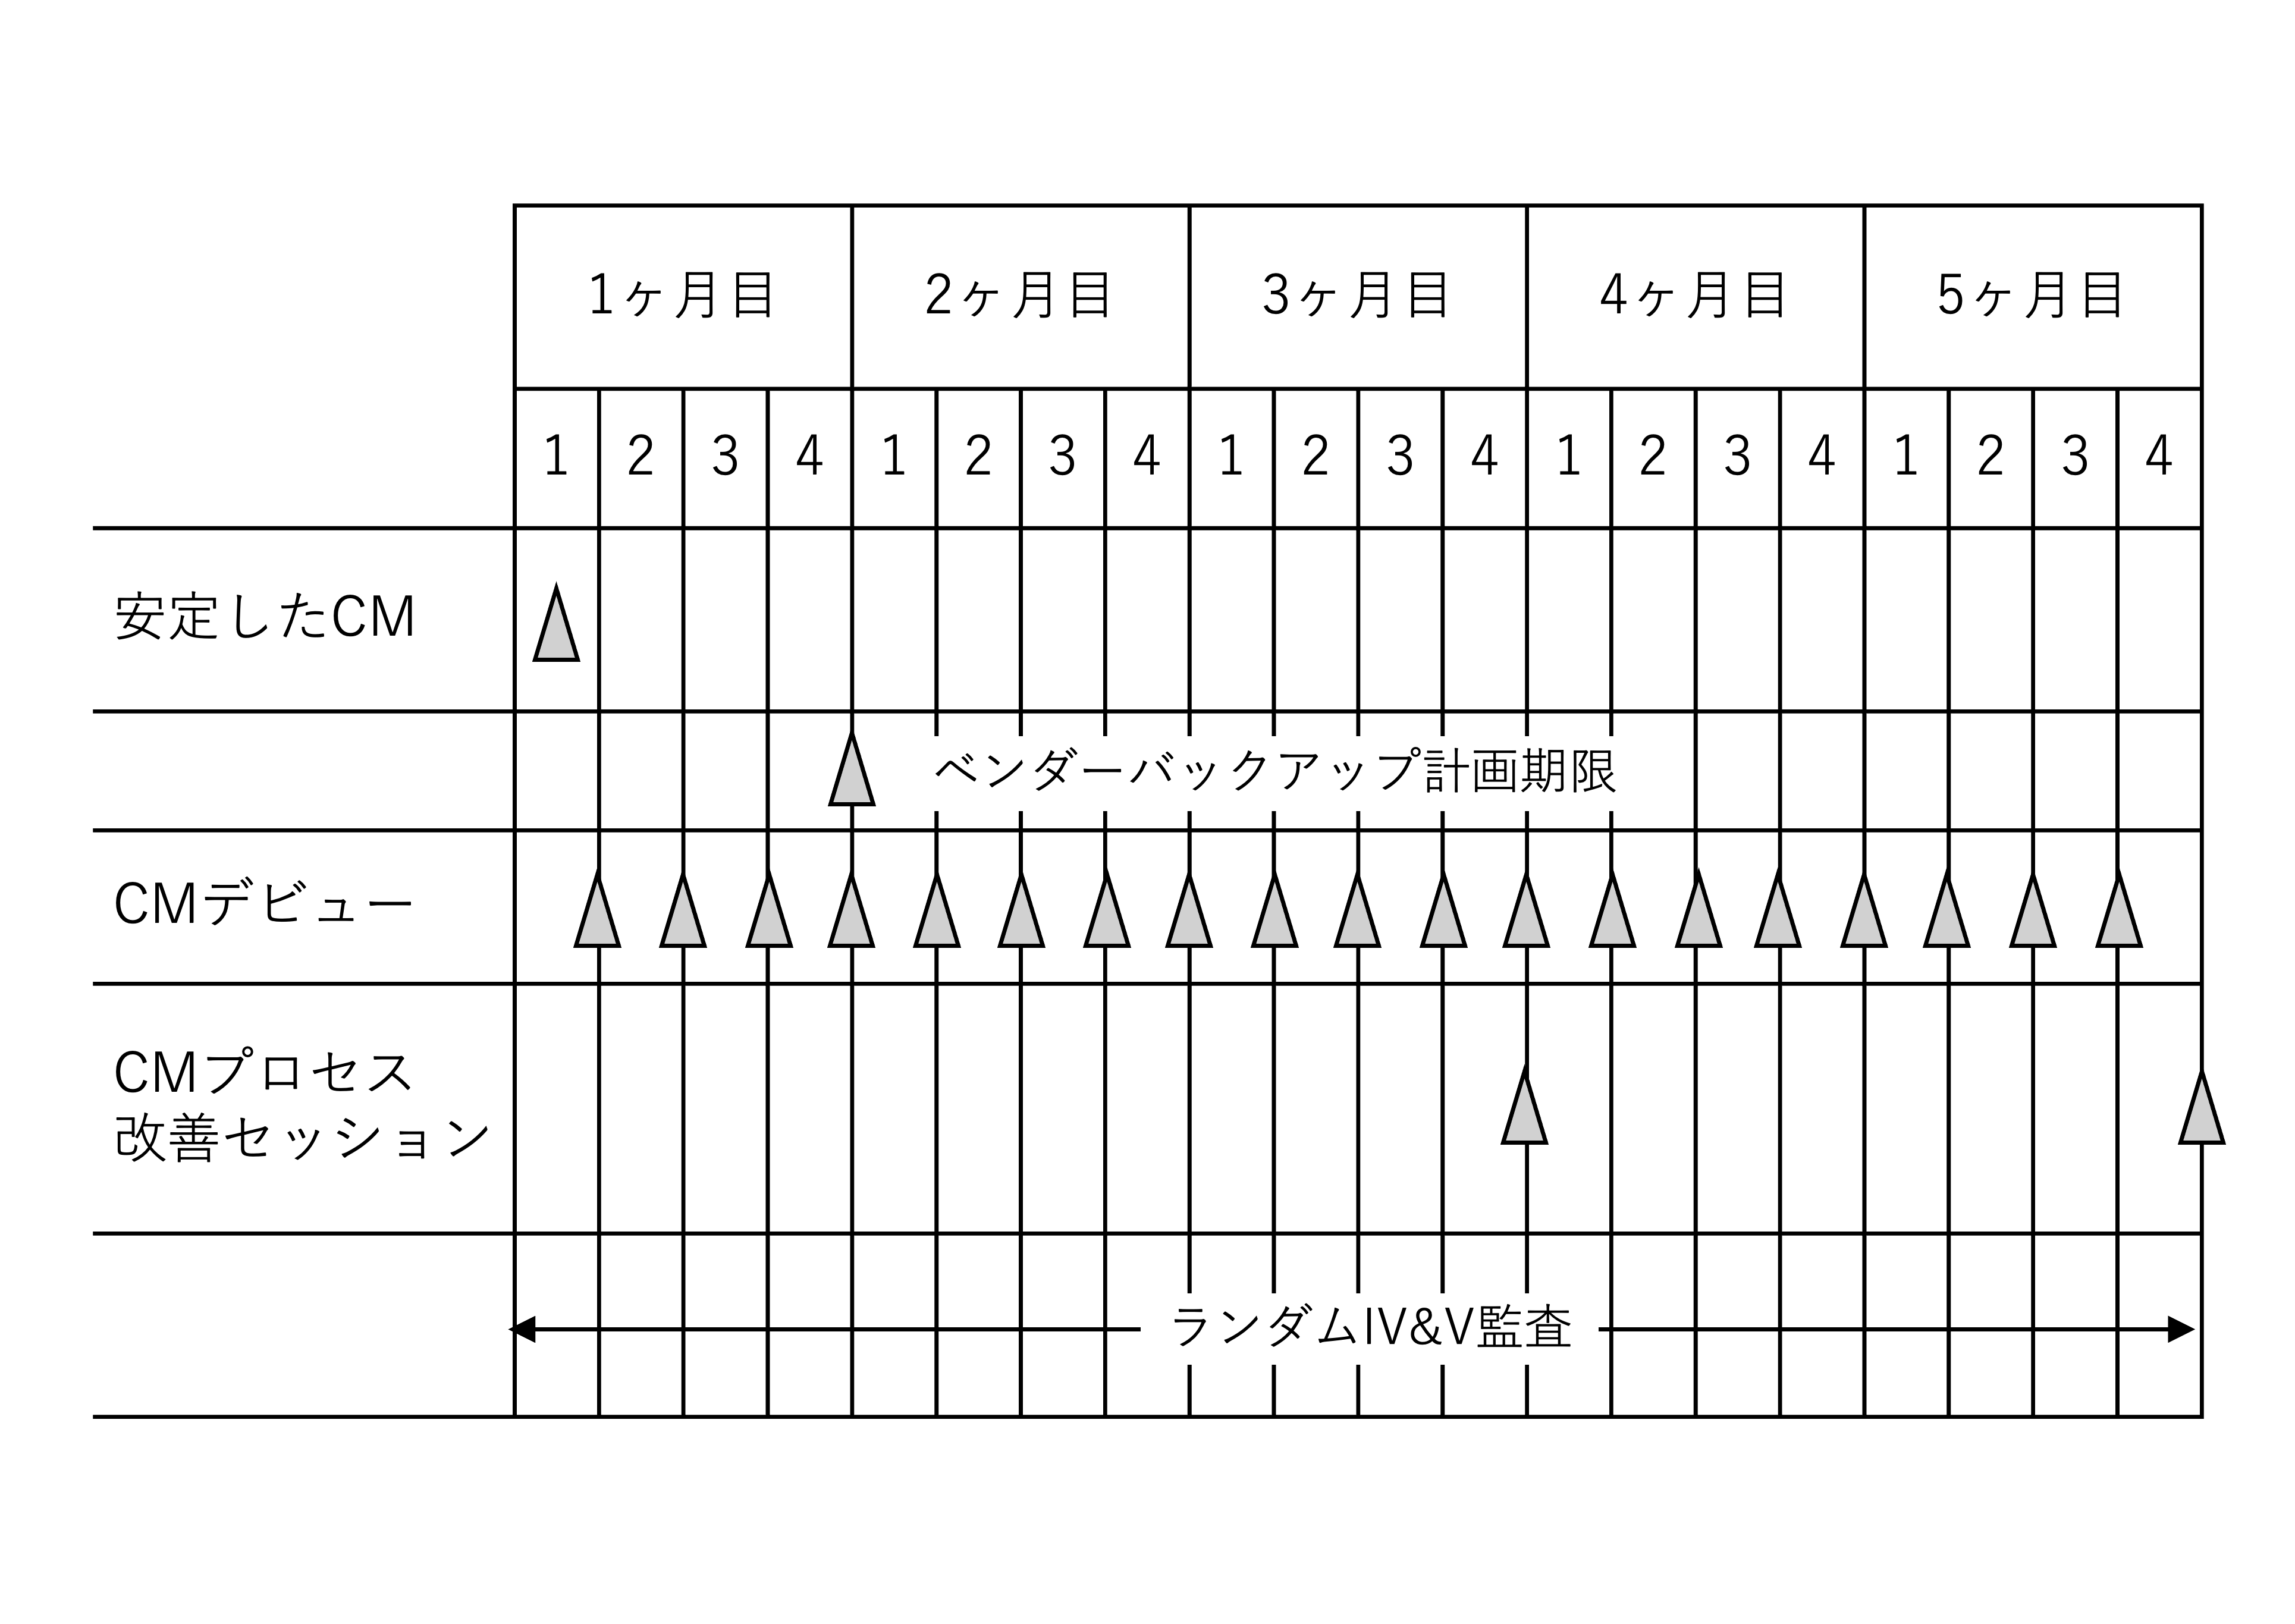 1ヶ月目 2ヶ月目 3ヶ月目 4ヶ月目 5ヶ月目
1 2 3 4 1 2 3 4 1 2 3 4 1 2 3 4 1 2 3 4
安定したCM
ベンダーバックアップ計画期限
CMデビュー
CMプロセス
改善セッション
ランダムIV&V監査